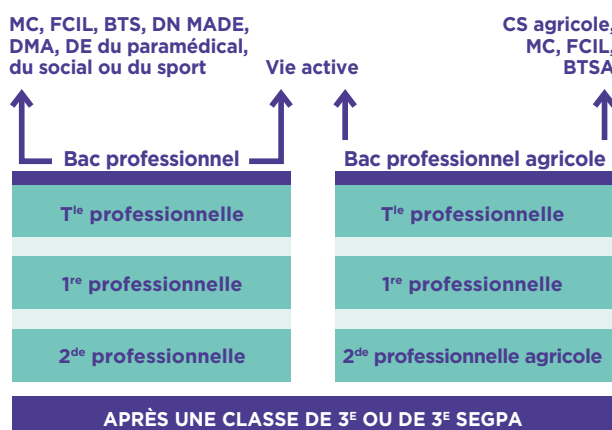 MC, FCIL, BTS, DN MADE,
DMA, DE du paramédical,
du social ou du sport
Vie active
CS agricole,
MC, FCIL,
BTSA
Bac professionnel
Bac professionnel agricole
Tle professionnelle
Tle professionnelle
1re professionnelle
1re professionnelle
2de professionnelle
2de professionnelle agricole
APRÈS UNE CLASSE DE 3E OU DE 3E SEGPA